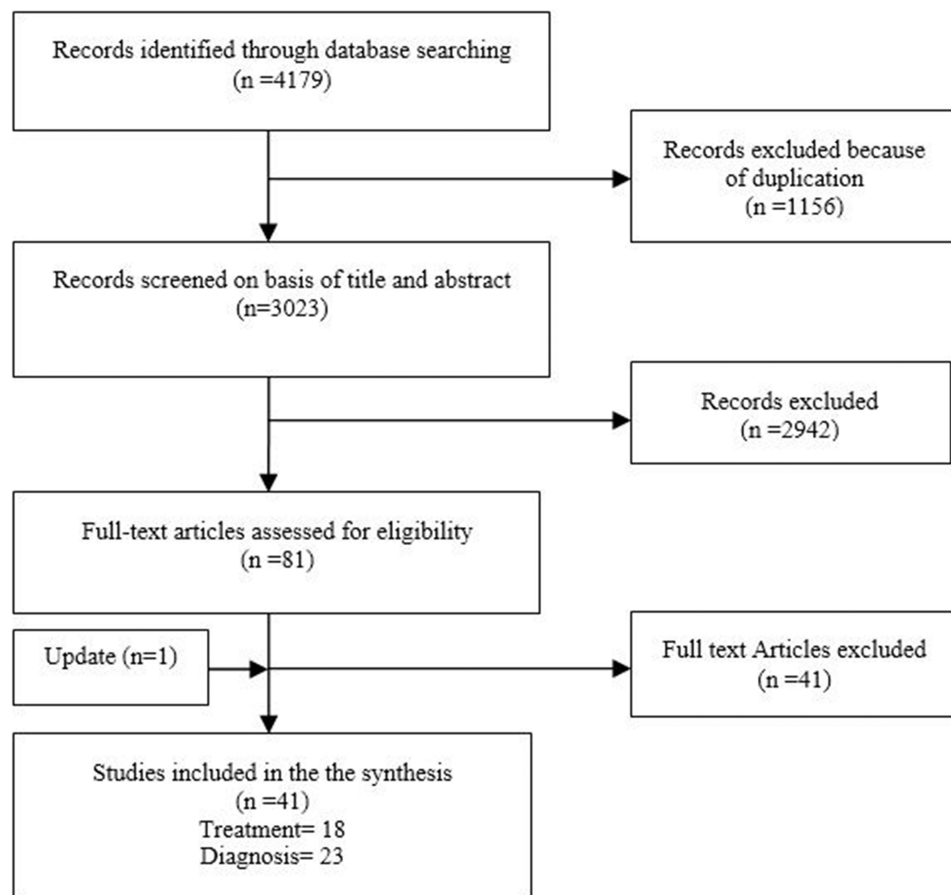 Records identified through database searching
(n =4179)
Records excluded because
of duplication
(n =1156)
Records screened on basis of title and abstract
(n=3023)
Records excluded
(n =2942)
Full-text articles assessed for eligibility
(n =81)
Update (n=1)
Full text Articles excluded
(n =41)
Studies included in the the synthesis
(n =41)
Treatment= 18
Diagnosis= 23